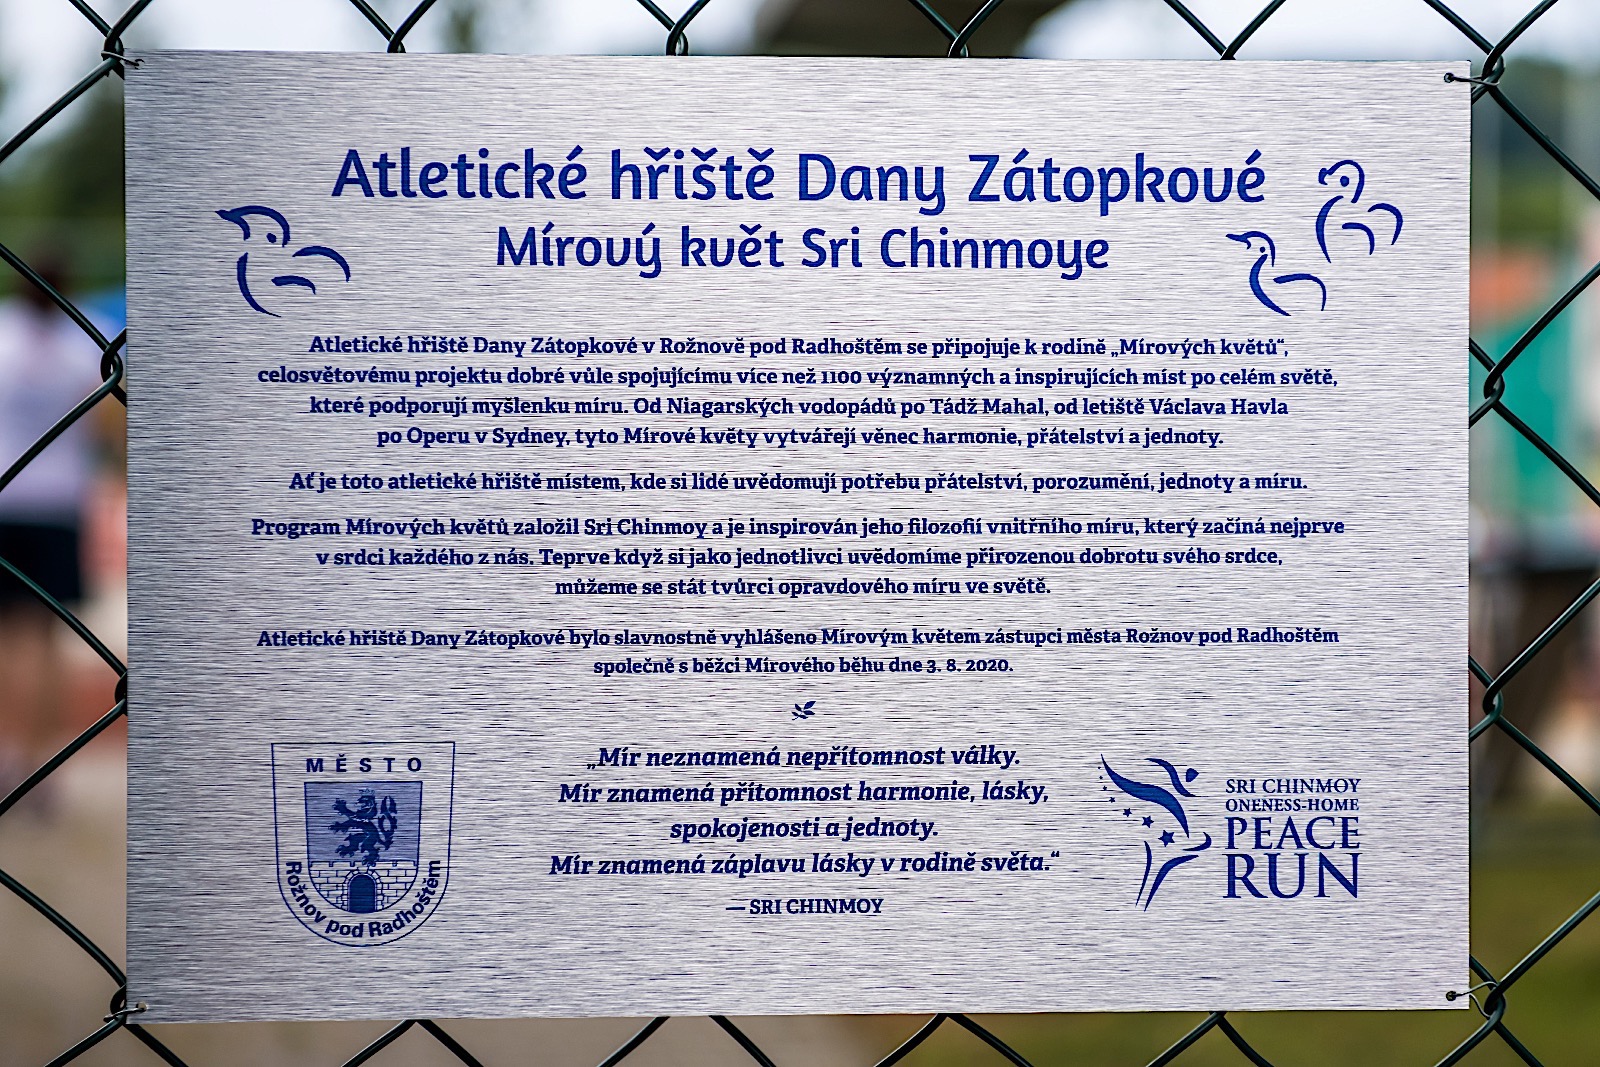 Atletické hřiště Dany Zátopkové
Mírový květ Sri Chinmoye
Atletické hřiště Dany Zátopkové v Rožnově pod Radhoštěm se připojuje k rodině „Mírových květů“,
celosvětovému projektu dobré vůle spojujícímu více než 1100 významných a inspirujících míst po celém světě,
které podporují myšlenku míru. Od Niagarských vodopádů po Tádž Mahal, od letiště Václava Havla
po Operu v Sydney, tyto Mírové květy vytvářejí věnec harmonie, přátelství a jednoty.
Ať je toto atletické hřiště místem, kde si lidé uvědomují potřebu přátelství, porozumění, jednoty a míru.
Program Mírových květů založil Sri Chinmoy a je inspirován jeho filozofií vnitřního míru, který začíná nejprve
v srdci každého z nás. Teprve když si jako jednotlivci uvědomíme přirozenou dobrotu svého srdce,
můžeme se stát tvůrci opravdového míru ve světě.
Atletické hřiště Dany Zátopkové bylo slavnostně vyhlášeno Mírovým květem zástupci města Rožnov pod Radhoštěm
společně s běžci Mírového běhu dne 3. 8. 2020.
MĚSTO
Rožnov pod Radhoštěm
„Mír neznamená nepřítomnost války.
Mír znamená přítomnost harmonie, lásky,
spokojenosti a jednoty.
Mír znamená záplavu lásky v rodině světa.“
— SRI CHINMOY
SRI CHINMOY
ONENESS-HOME
PEACE
RUN